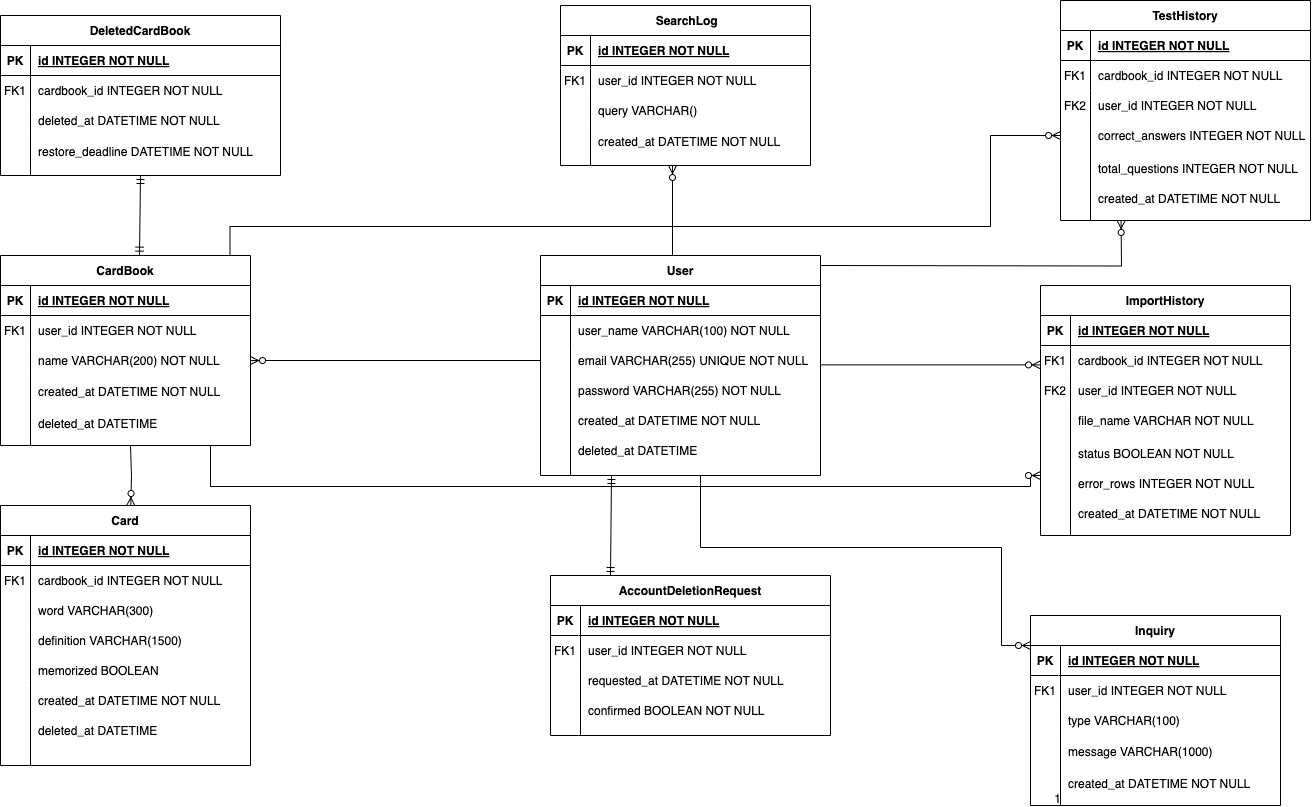 DeletedCardBook
PK id INTEGER NOT NULL
FK1 cardbook_id INTEGER NOT NULL
deleted_at DATETIME NOT NULL
restore_deadline DATETIME NOT NULL
SearchLog
PK id INTEGER NOT NULL
FK1 user_id INTEGER NOT NULL
query VARCHAR()
created_at DATETIME NOT NULL
TestHistory
PK id INTEGER NOT NULL
FK1 cardbook_id INTEGER NOT NULL
FK2 user_id INTEGER NOT NULL
correct_answers INTEGER NOT NULL
total_questions INTEGER NOT NULL
created_at DATETIME NOT NULL
CardBook
PK id INTEGER NOT NULL
FK1 user_id INTEGER NOT NULL
name VARCHAR(200) NOT NULL
created_at DATETIME NOT NULL
deleted_at DATETIME
User
PK id INTEGER NOT NULL
user_name VARCHAR(100) NOT NULL
email VARCHAR(255) UNIQUE NOT NULL
password VARCHAR(255) NOT NULL
created_at DATETIME NOT NULL
deleted_at DATETIME
ImportHistory
PK id INTEGER NOT NULL
FK1 cardbook_id INTEGER NOT NULL
FK2 user_id INTEGER NOT NULL
file_name VARCHAR NOT NULL
status BOOLEAN NOT NULL
error_rows INTEGER NOT NULL
created_at DATETIME NOT NULL
Card
PK id INTEGER NOT NULL
FK1 cardbook_id INTEGER NOT NULL
word VARCHAR(300)
definition VARCHAR(1500)
memorized BOOLEAN
created_at DATETIME NOT NULL
deleted_at DATETIME
AccountDeletionRequest
PK id INTEGER NOT NULL
FK1 user_id INTEGER NOT NULL
requested_at DATETIME NOT NULL
confirmed BOOLEAN NOT NULL
Inquiry
PK id INTEGER NOT NULL
FK1 user_id INTEGER NOT NULL
type VARCHAR(100)
message VARCHAR(1000)
created_at DATETIME NOT NULL
1